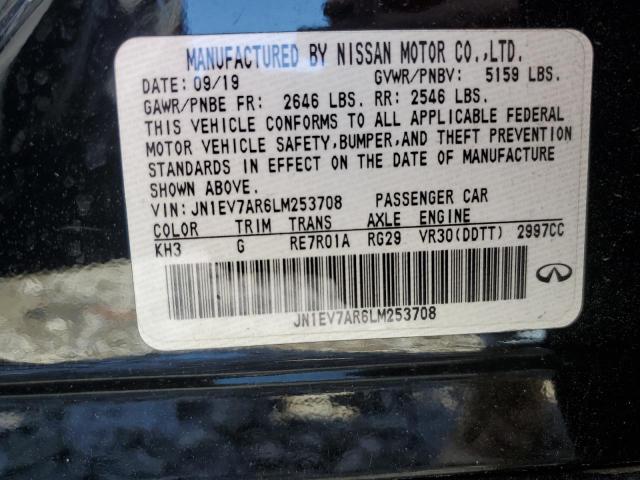 MANUFACTURED BY NISSAN MOTOR CO.,LTD.
DATE: 09/19 GVWR/PNBV: 5159 LBS.
GAWR/PNBE FR: 2646 LBS. RR: 2546 LBS.
THIS VEHICLE CONFORMS TO ALL APPLICABLE FEDERAL
MOTOR VEHICLE SAFETY,BUMPER,AND THEFT PREVENTION
STANDARDS IN EFFECT ON THE DATE OF MANUFACTURE
SHOWN ABOVE.
VIN: JN1EV7AR6LM253708 PASSENGER CAR
COLOR TRIM TRANS AXLE ENGINE
KH3 G RE7R01A RG29 VR30(DDTT) 2997CC
JN1EV7AR6LM253708